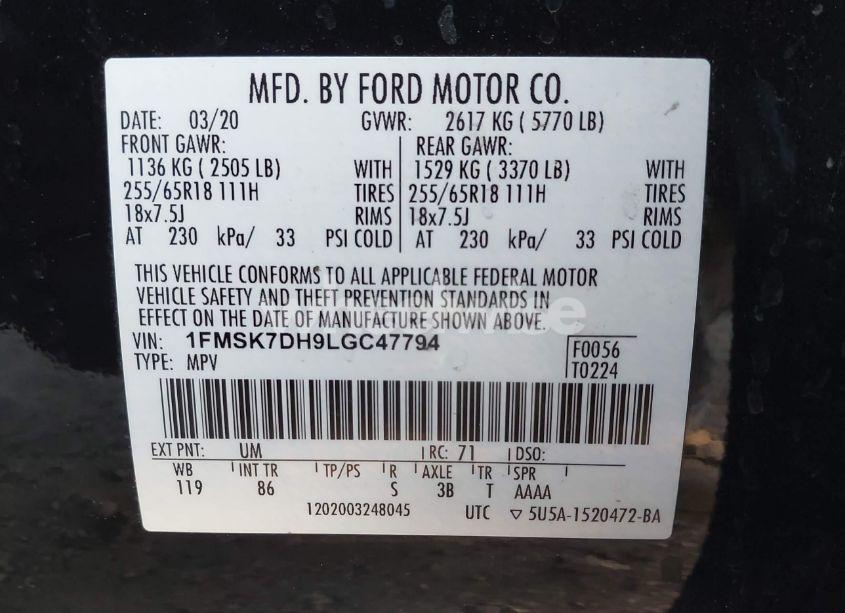 MFD. BY FORD MOTOR CO.
DATE: 03/20 GVWR: 2617 KG ( 5770 LB)
FRONT GAWR: REAR GAWR:
1136 KG ( 2505 LB) WITH 1529 KG ( 3370 LB) WITH
255/65R18 111H TIRES 255/65R18 111H TIRES
18x7.5J RIMS 18x7.5J RIMS
AT 230 kPa/ 33 PSI COLD AT 230 kPa/ 33 PSI COLD
THIS VEHICLE CONFORMS TO ALL APPLICABLE FEDERAL MOTOR
VEHICLE SAFETY AND THEFT PREVENTION STANDARDS IN
EFFECT ON THE DATE OF MANUFACTURE SHOWN ABOVE.
VIN: 1FMSK7DH9LGC47794 F0056
TYPE: MPV T0224
EXT PNT: UM RC: 71 DSO:
WB INT TR TP/PS R AXLE TR SPR
119 86 S 3B T AAAA
1202003248045 UTC ▽ 5U5A-1520472-BA